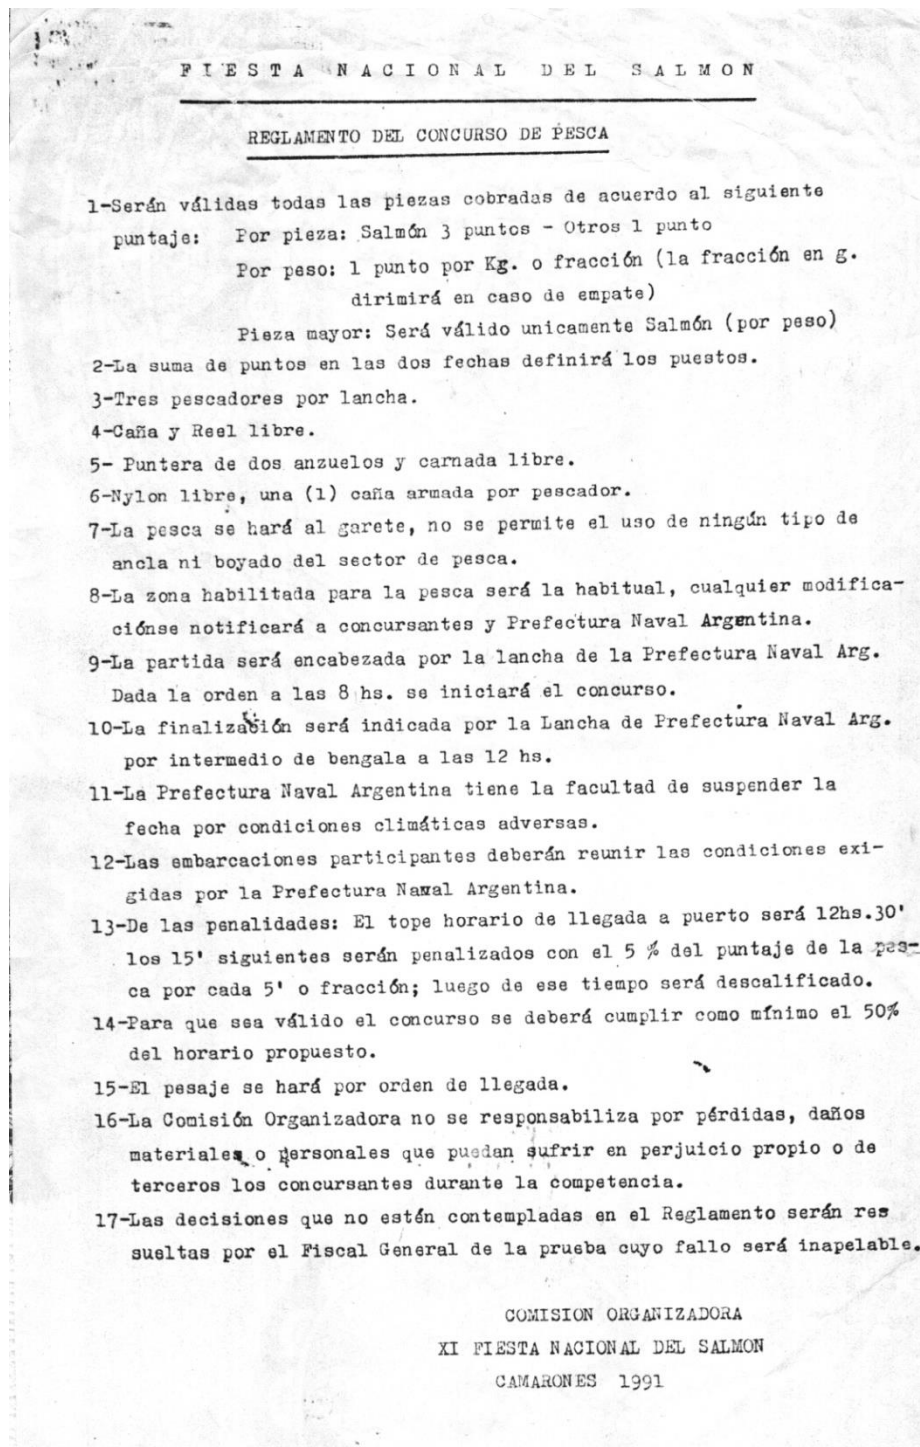 FIESTA NACIONAL DEL SALMON
REGLAMENTO DEL CONCURSO DE PESCA
1-Serán válidas todas las piezas cobradas de acuerdo al siguiente
puntaje: Por pieza: Salmón 3 puntos - Otros 1 punto
Por peso: 1 punto por Kg. o fracción (la fracción en g.
dirimirá en caso de empate)
Pieza mayor: Será válido unicamente Salmón (por peso)
2-La suma de puntos en las dos fechas definirá los puestos.
3-Tres pescadores por lancha.
4-Caña y Reel libre.
5- Puntera de dos anzuelos y carnada libre.
6-Nylon libre, una (1) caña armada por pescador.
7-La pesca se hará al garete, no se permite el uso de ningún tipo de
ancla ni boyado del sector de pesca.
8-La zona habilitada para la pesca será la habitual, cualquier modifica-
ciónse notificará a concursantes y Prefectura Naval Argentina.
9-La partida será encabezada por la lancha de la Prefectura Naval Arg.
Dada la orden a las 8 hs. se iniciará el concurso.
10-La finalización será indicada por la Lancha de Prefectura Naval Arg.
por intermedio de bengala a las 12 hs.
11-La Prefectura Naval Argentina tiene la facultad de suspender la
fecha por condiciones climáticas adversas.
12-Las embarcaciones participantes deberán reunir las condiciones exi-
gidas por la Prefectura Naval Argentina.
13-De las penalidades: El tope horario de llegada a puerto será 12hs.30'
los 15' siguientes serán penalizados con el 5 % del puntaje de la pes-
ca por cada 5' o fracción; luego de ese tiempo será descalificado.
14-Para que sea válido el concurso se deberá cumplir como mínimo el 50%
del horario propuesto.
15-El pesaje se hará por orden de llegada.
16-La Comisión Organizadora no se responsabiliza por pérdidas, daños
materiales o personales que puedan sufrir en perjuicio propio o de
terceros los concursantes durante la competencia.
17-Las decisiones que no estén contempladas en el Reglamento serán res
sueltas por el Fiscal General de la prueba cuyo fallo será inapelable.
COMISION ORGANIZADORA
XI FIESTA NACIONAL DEL SALMON
CAMARONES 1991